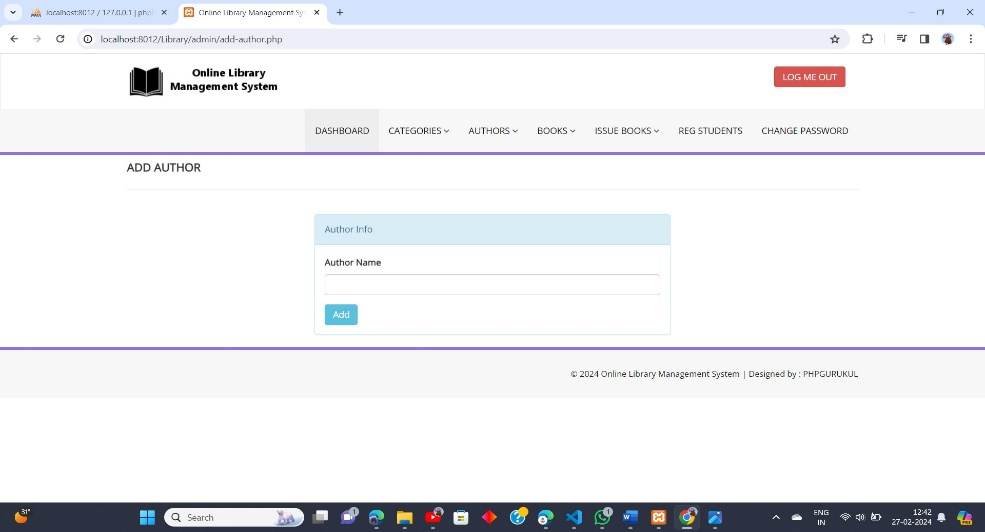 localhost:8012 / 127.0.0.1 | php
Online Library Management Sys
localhost:8012/Library/admin/add-author.php
Online Library
Management System
LOG ME OUT
DASHBOARD CATEGORIES AUTHORS BOOKS ISSUE BOOKS REG STUDENTS CHANGE PASSWORD
ADD AUTHOR
Author Info
Author Name
Add
© 2024 Online Library Management System | Designed by : PHPGURUKUL
31°
Search
ENG
IN
12:42
27-02-2024